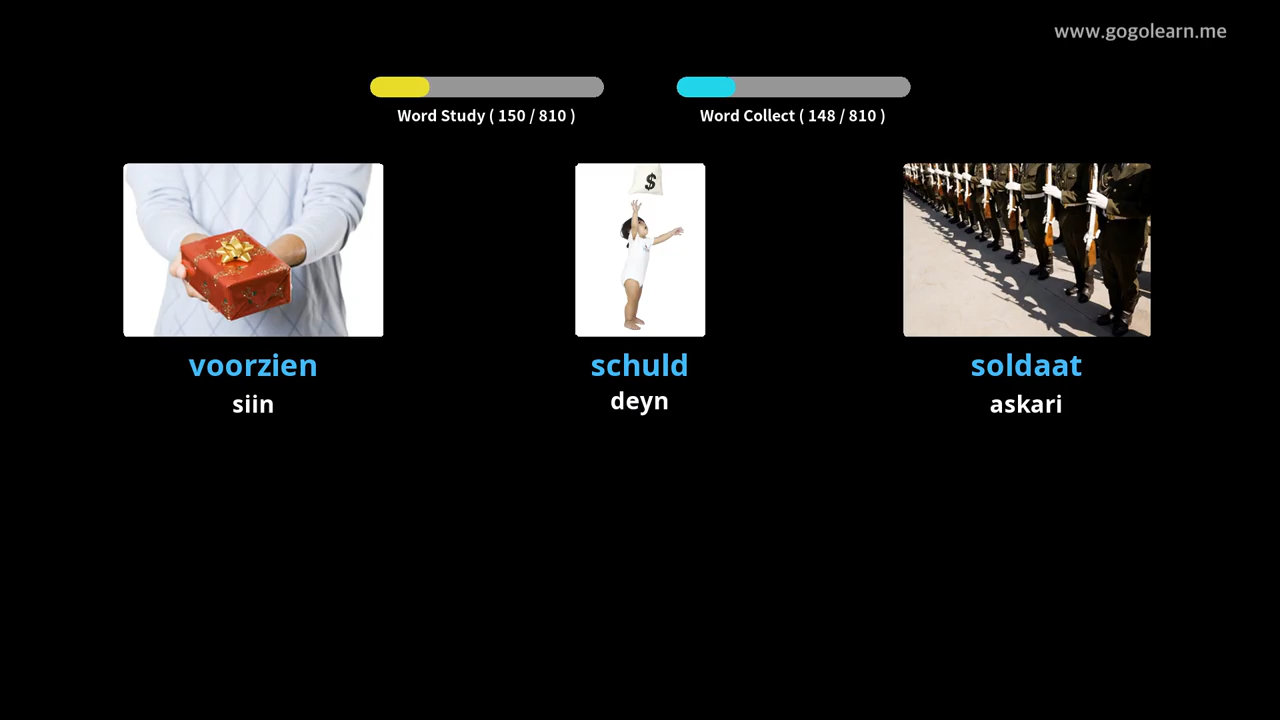 www.gogolearn.me
Word Study ( 150 / 810 )
Word Collect ( 148 / 810 )
$
voorzien
siin
schuld
deyn
soldaat
askari